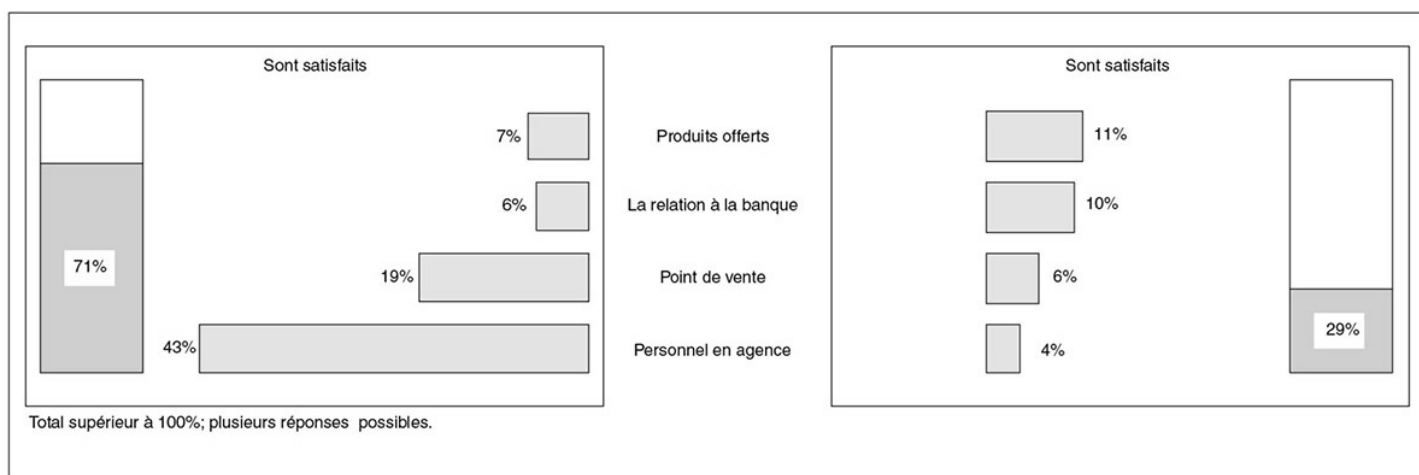 Sont satisfaits
Sont satisfaits
7%
Produits offerts
11%
6%
La relation à la banque
10%
71%
19%
Point de vente
6%
29%
43%
Personnel en agence
4%
Total supérieur à 100%; plusieurs réponses possibles.